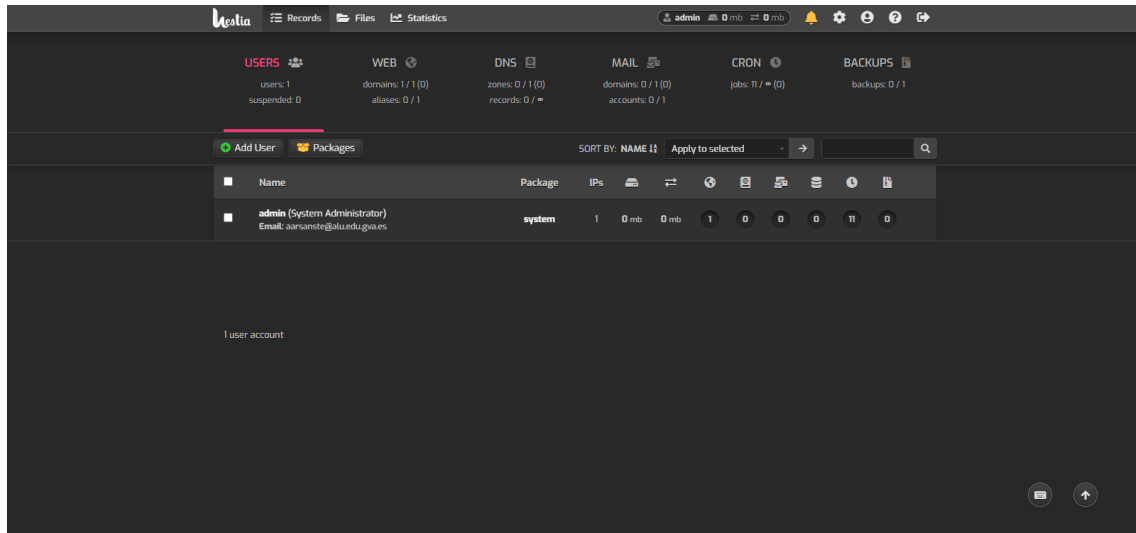 Hestia Records Files Statistics admin 0 mb 0 mb
USERS WEB DNS MAIL CRON BACKUPS
users: 1 domains: 1 / 1 (0) zones: 0 / 1 (0) domains: 0 / 1 (0) jobs: 11 / ∞ (0) backups: 0 / 1
suspended: 0 aliases: 0 / 1 records: 0 / ∞ accounts: 0 / 1
Add User Packages SORT BY: NAME Apply to selected
Name Package IPs
admin (System Administrator) system 1 0 mb 0 mb 1 0 0 0 11 0
Email: aarsanste@alu.edu.gva.es
1 user account